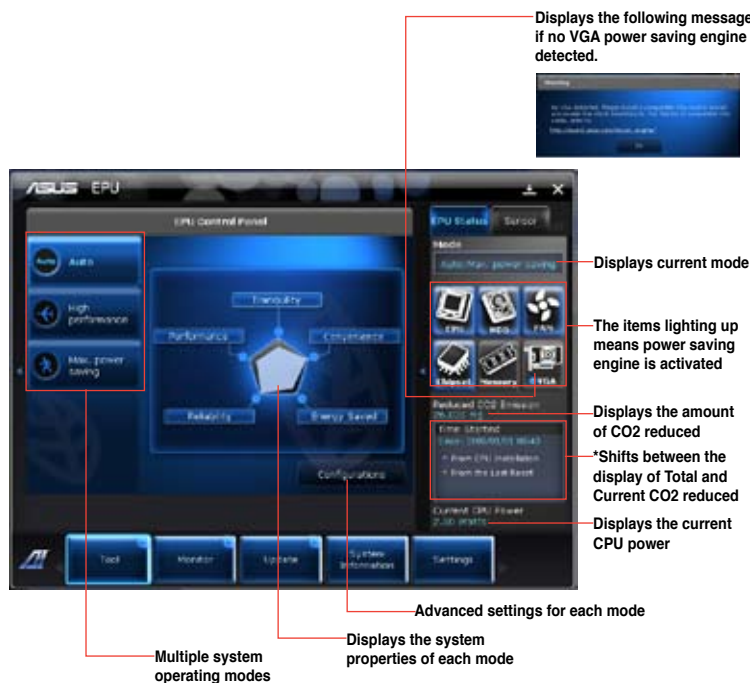 Displays the following message
if no VGA power saving engine
detected.
Warning
OK
ASUS EPU
EPU Control Panel
EPU Status
Sensor
Mode
Auto
Auto
Auto:Max. power saving
Displays current mode
High
performance
Tranquility
CPU
HDD
FAN
Performance
Convenience
The items lighting up
means power saving
engine is activated
Max. power
saving
Chipset
Memory
VGA
Reduced CO2 Emission
Displays the amount
of CO2 reduced
Reliability
Energy Saved
Time Started
From EPU Installation
From the Last Reset
*Shifts between the
display of Total and
Current CO2 reduced
Configurations
Current CPU Power
Watts
Displays the current
CPU power
Tool
Monitor
Update
System
Information
Settings
Advanced settings for each mode
Displays the system
properties of each mode
Multiple system
operating modes